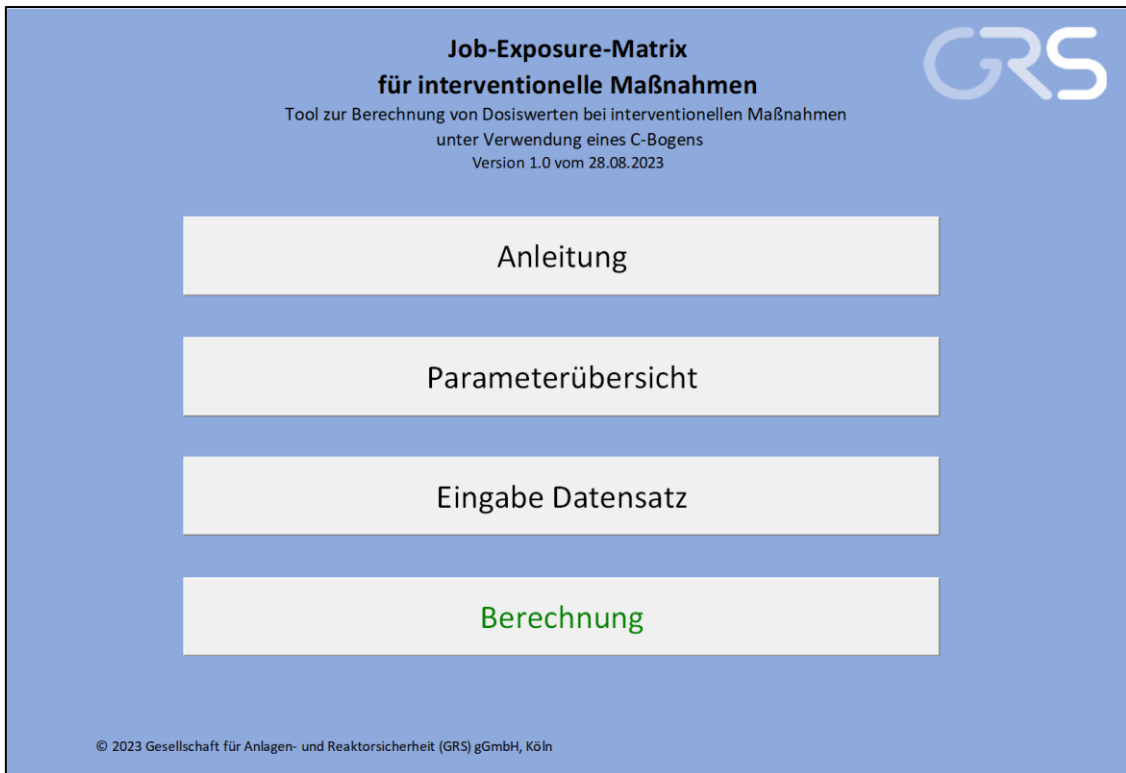 Job-Exposure-Matrix
für interventionelle Maßnahmen
GRS
Tool zur Berechnung von Dosiswerten bei interventionellen Maßnahmen
unter Verwendung eines C-Bogens
Version 1.0 vom 28.08.2023
Anleitung
Parameterübersicht
Eingabe Datensatz
Berechnung
© 2023 Gesellschaft für Anlagen- und Reaktorsicherheit (GRS) gGmbH, Köln